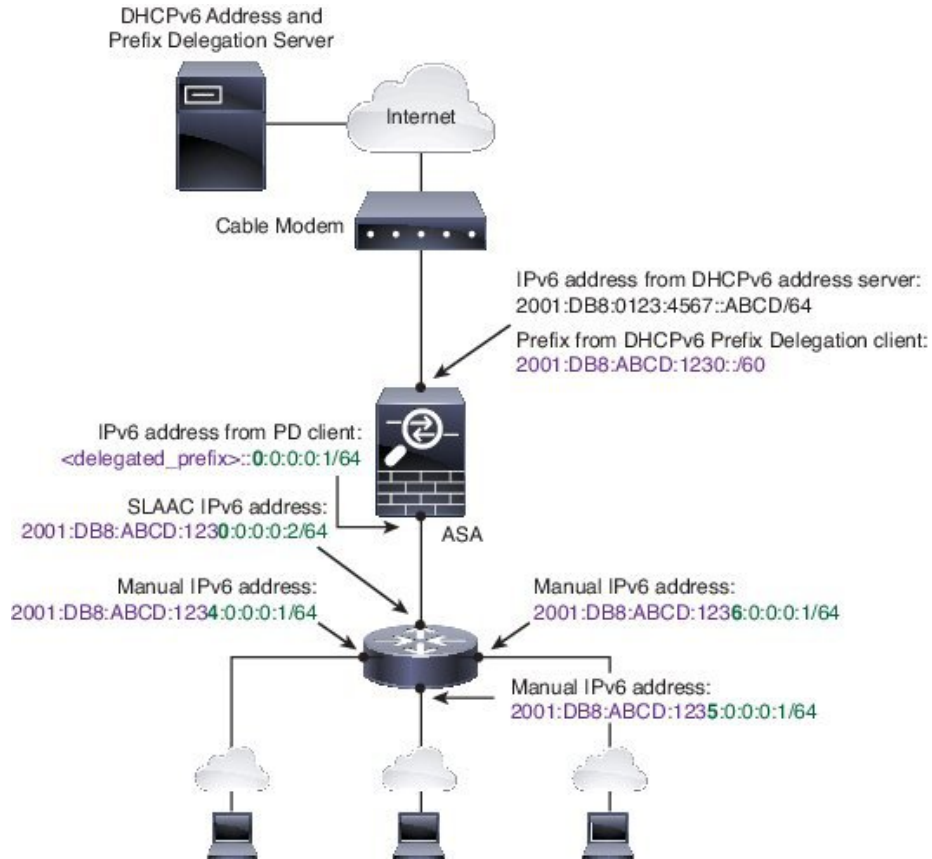 DHCPv6 Address and
Prefix Delegation Server
Internet
Cable Modem
IPv6 address from DHCPv6 address server:
2001:DB8:0123:4567::ABCD/64
Prefix from DHCPv6 Prefix Delegation client:
2001:DB8:ABCD:1230::/60
IPv6 address from PD client:
<delegated_prefix>::0:0:0:0:1/64
SLAAC IPv6 address:
2001:DB8:ABCD:1230:0:0:0:2/64
ASA
Manual IPv6 address:
2001:DB8:ABCD:1234:0:0:0:1/64
Manual IPv6 address:
2001:DB8:ABCD:1236:0:0:0:1/64
Manual IPv6 address:
2001:DB8:ABCD:1235:0:0:0:1/64